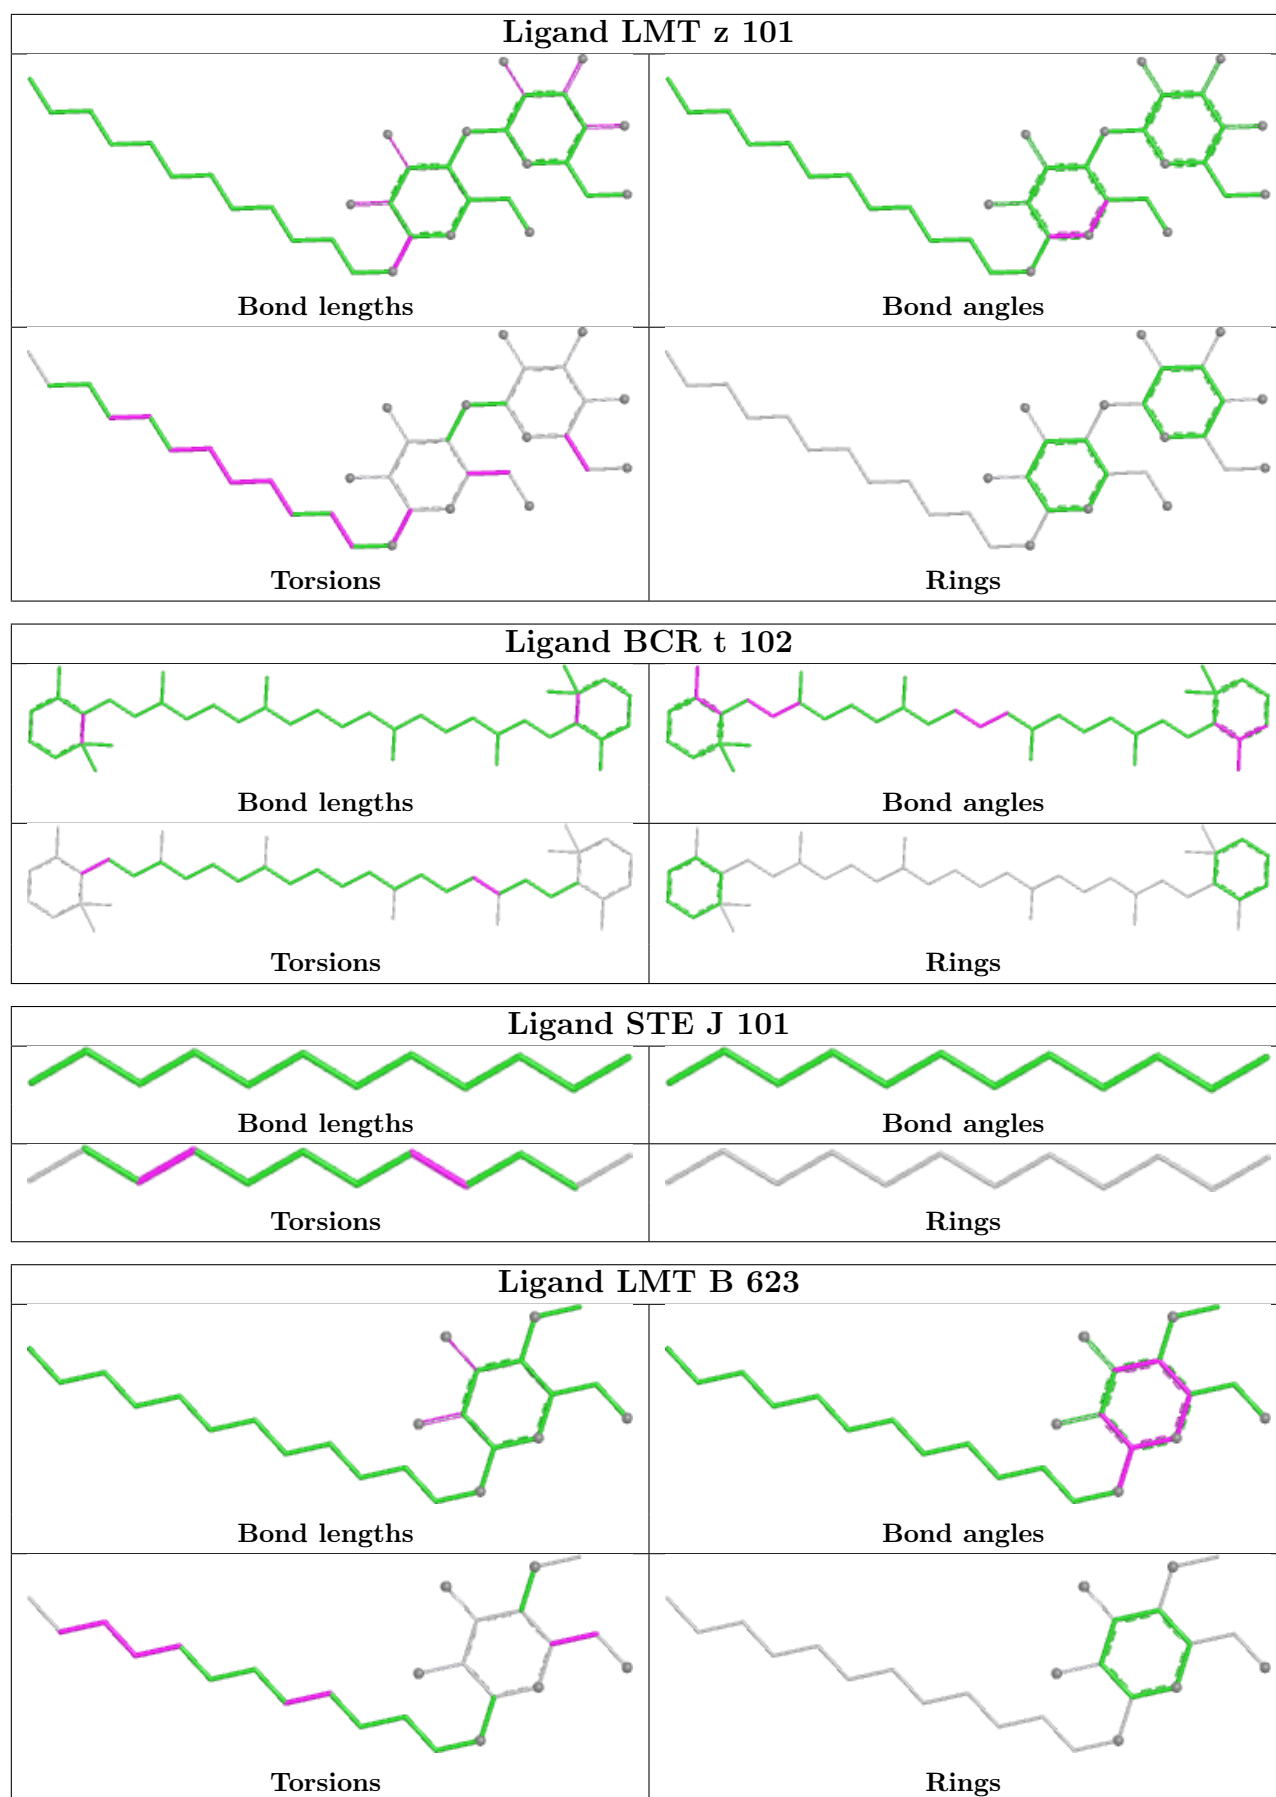 Ligand LMT z 101
Bond lengths
Bond angles
Torsions
Rings
Ligand BCR t 102
Bond lengths
Bond angles
Torsions
Rings
Ligand STE J 101
Bond lengths
Bond angles
Torsions
Rings
Ligand LMT B 623
Bond lengths
Bond angles
Torsions
Rings